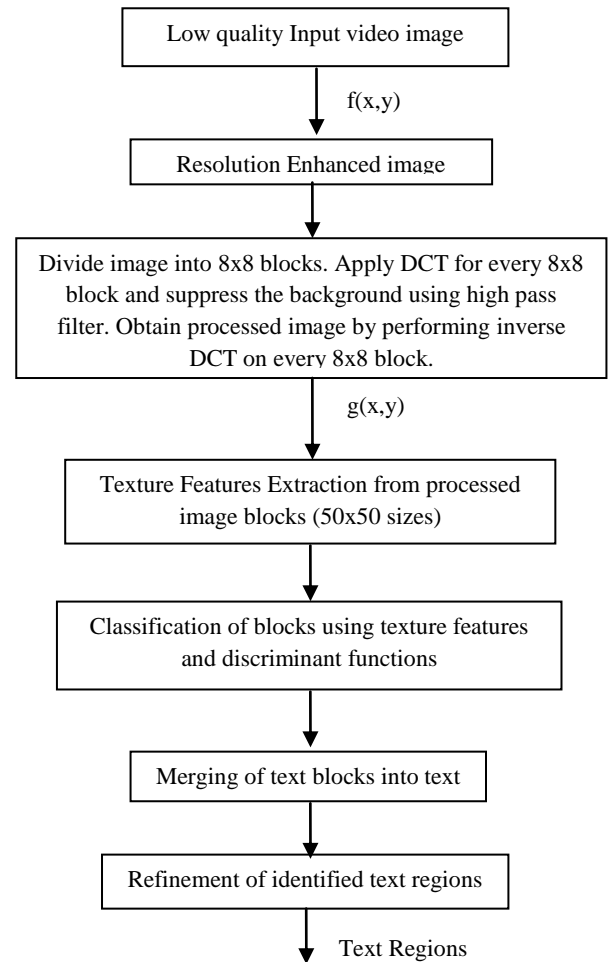 Low quality Input video image
f(x,y)
Resolution Enhanced image
Divide image into 8x8 blocks. Apply DCT for every 8x8
block and suppress the background using high pass
filter. Obtain processed image by performing inverse
DCT on every 8x8 block.
g(x,y)
Texture Features Extraction from processed
image blocks (50x50 sizes)
Classification of blocks using texture features
and discriminant functions
Merging of text blocks into text
Refinement of identified text regions
Text Regions